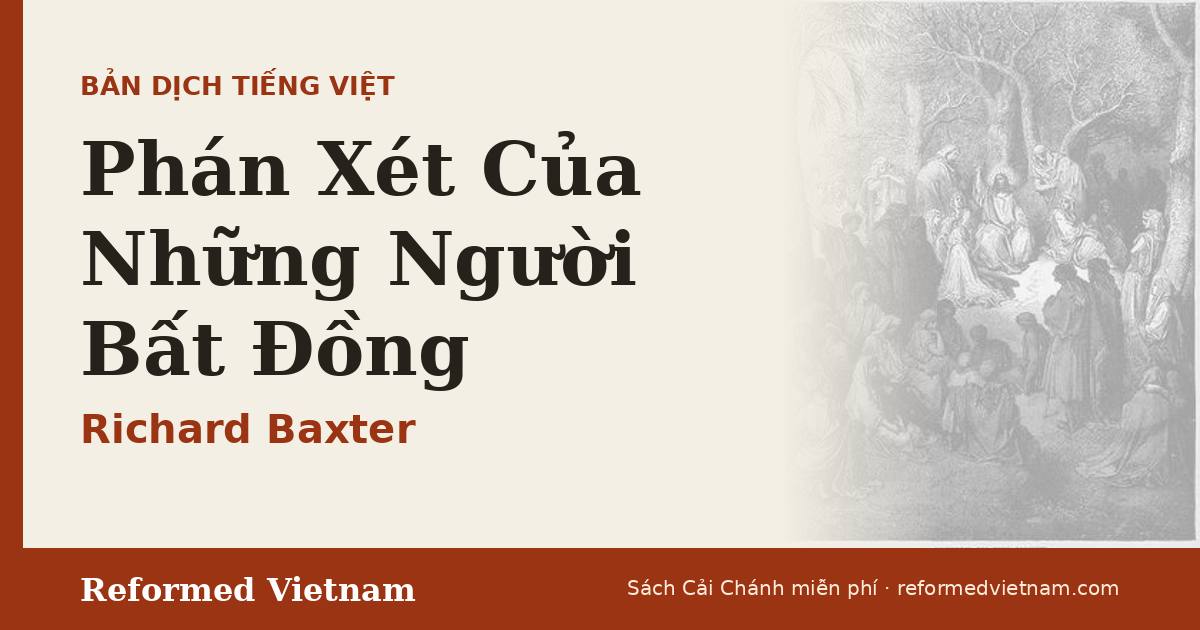 BẢN DỊCH TIẾNG VIỆT
Phán Xét Của
Những Người
Bất Đồng
Richard Baxter
Reformed Vietnam
Sách Cải Chánh miễn phí · reformedvietnam.com